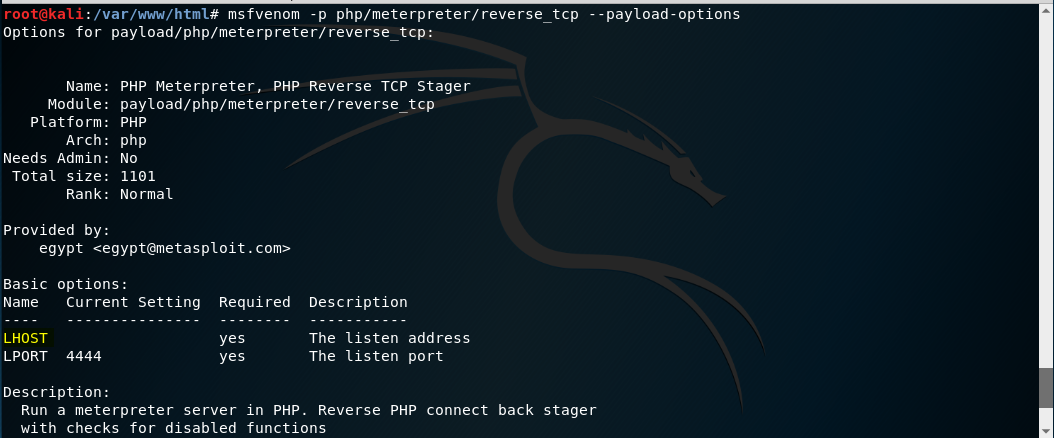 root@kali:/var/www/html# msfvenom -p php/meterpreter/reverse_tcp --payload-options
Options for payload/php/meterpreter/reverse_tcp:
Name: PHP Meterpreter, PHP Reverse TCP Stager
Module: payload/php/meterpreter/reverse_tcp
Platform: PHP
Arch: php
Needs Admin: No
Total size: 1101
Rank: Normal
Provided by:
egypt <egypt@metasploit.com>
Basic options:
Name   Current Setting  Required  Description
----   ---------------  --------  -----------
LHOST                   yes       The listen address
LPORT  4444             yes       The listen port
Description:
Run a meterpreter server in PHP. Reverse PHP connect back stager
with checks for disabled functions